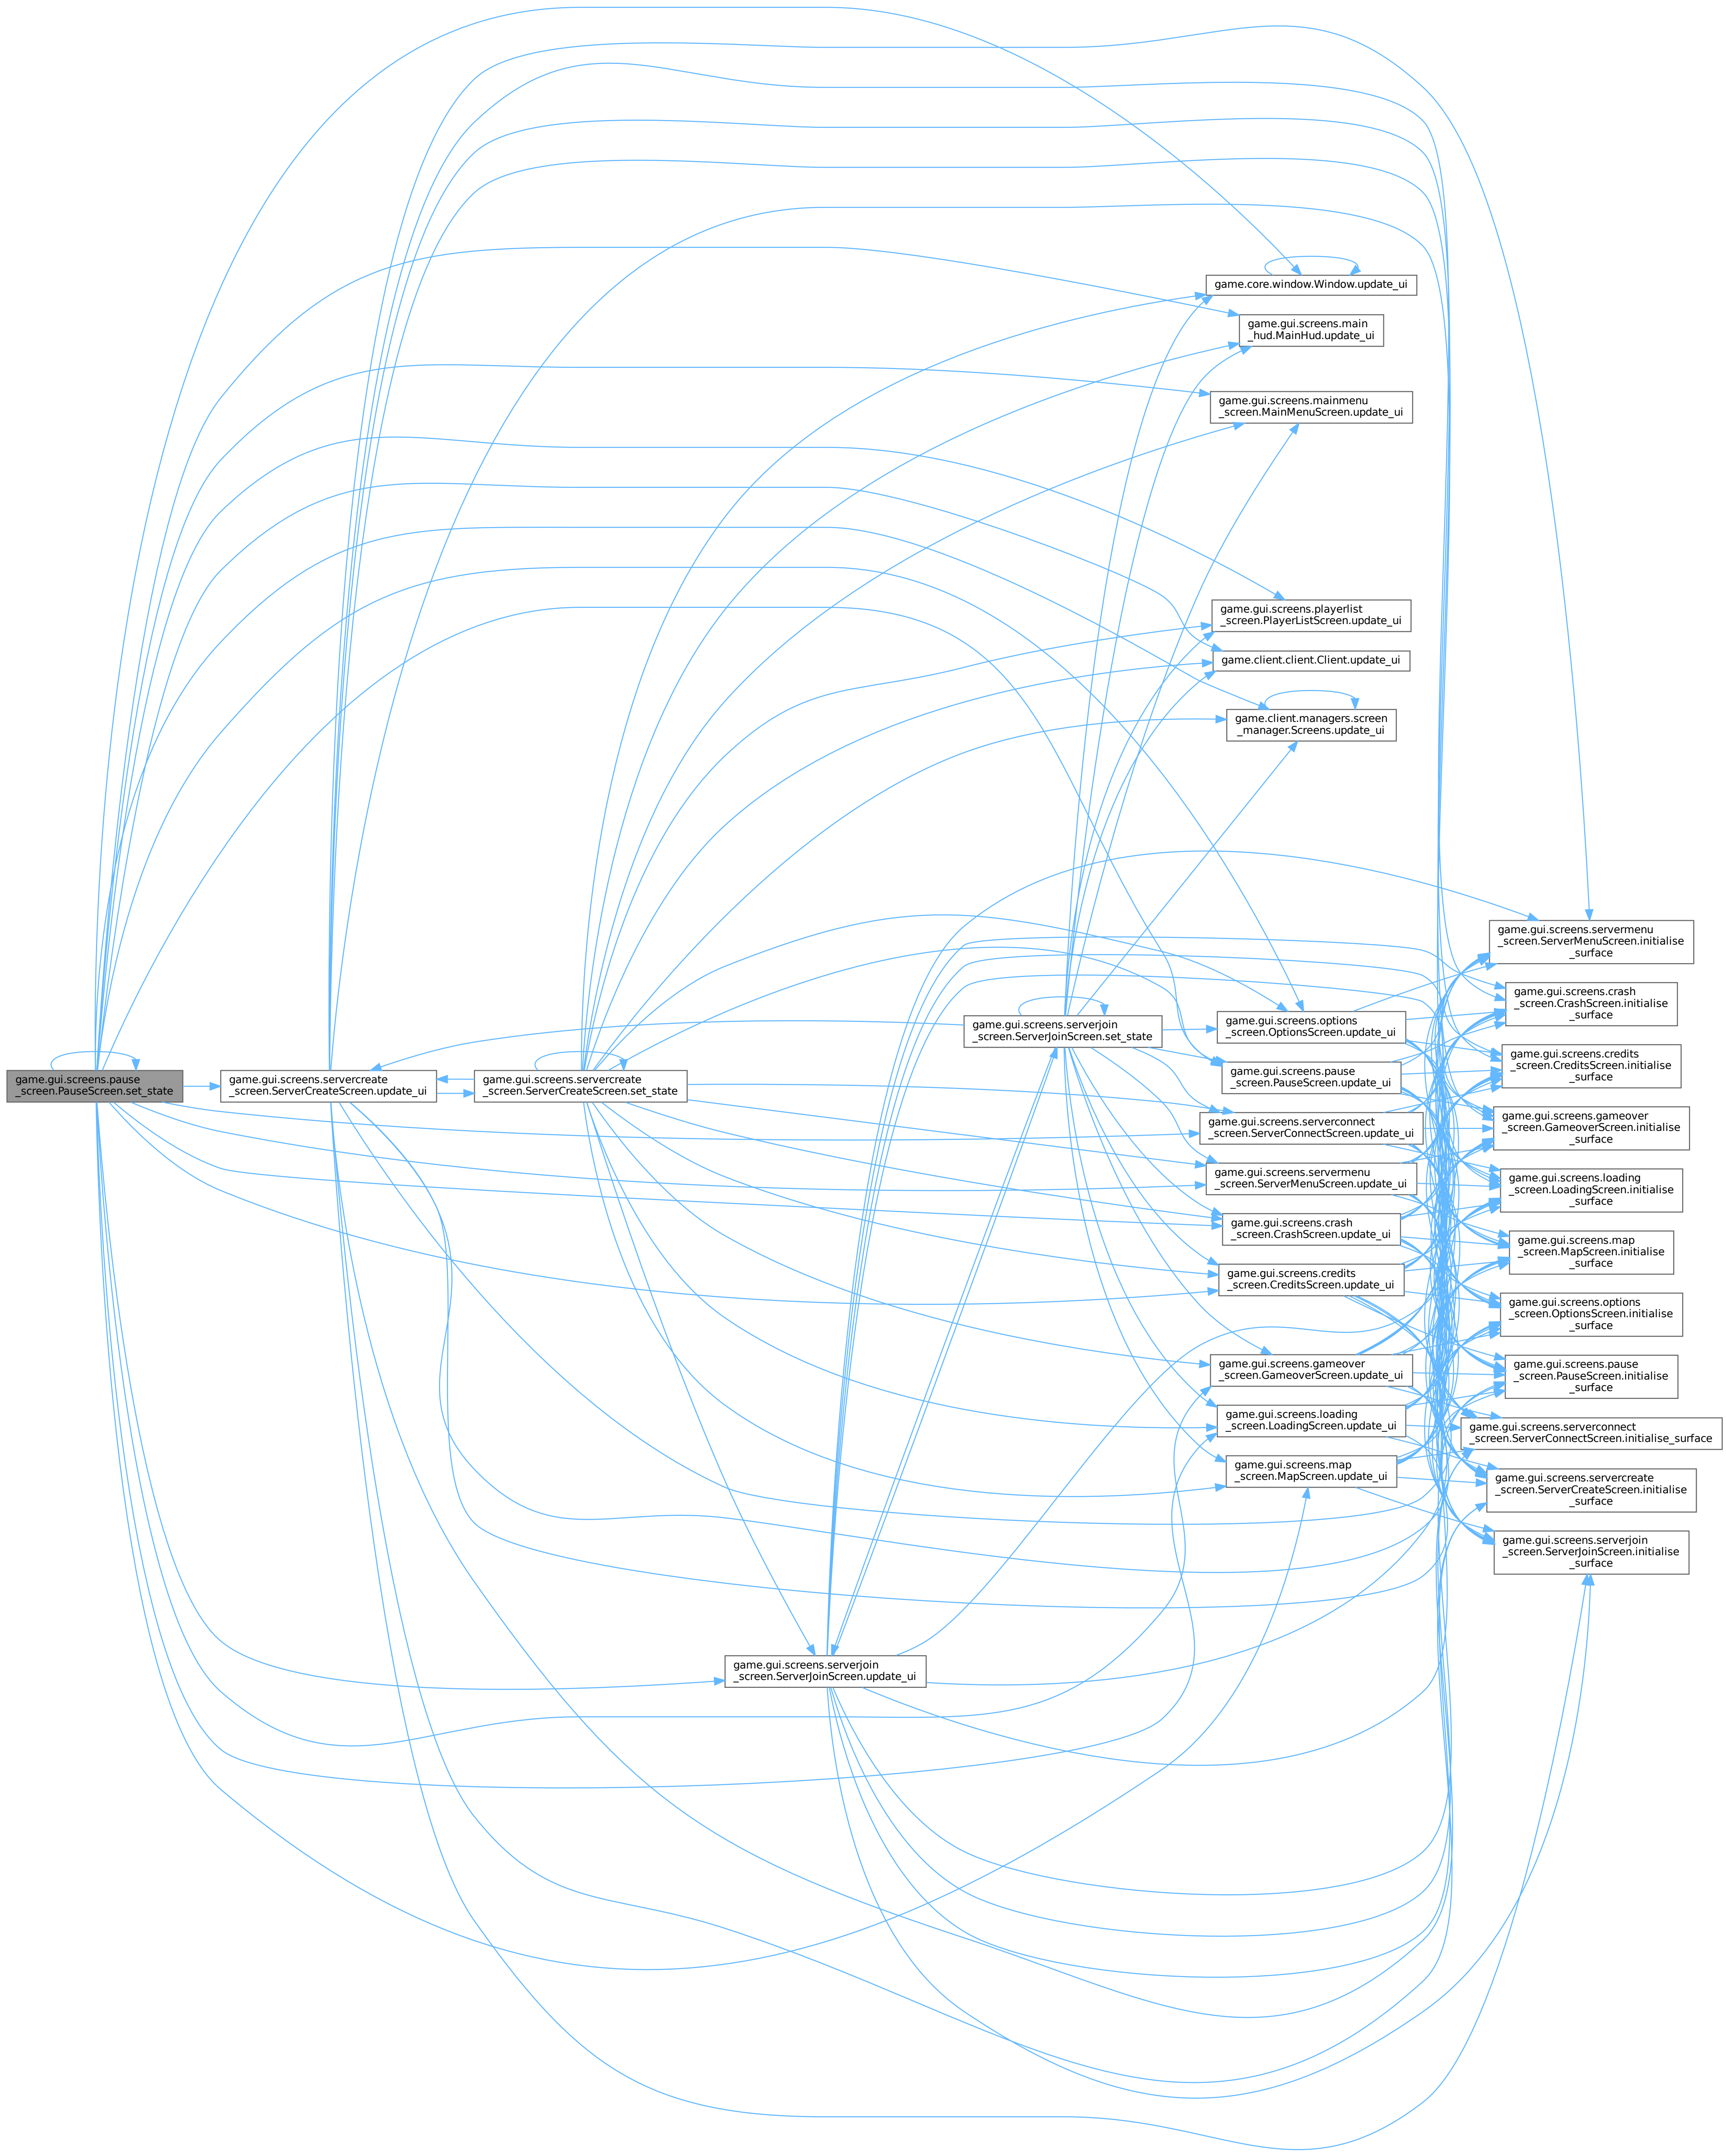 game.gui.screens.pause
_screen.PauseScreen.set_state
game.gui.screens.servercreate
_screen.ServerCreateScreen.update_ui
game.gui.screens.servercreate
_screen.ServerCreateScreen.set_state
game.gui.screens.serverjoin
_screen.ServerJoinScreen.update_ui
game.gui.screens.serverjoin
_screen.ServerJoinScreen.set_state
game.core.window.Window.update_ui
game.gui.screens.main
_hud.MainHud.update_ui
game.gui.screens.mainmenu
_screen.MainMenuScreen.update_ui
game.gui.screens.playerlist
_screen.PlayerListScreen.update_ui
game.client.client.Client.update_ui
game.client.managers.screen
_manager.Screens.update_ui
game.gui.screens.options
_screen.OptionsScreen.update_ui
game.gui.screens.pause
_screen.PauseScreen.update_ui
game.gui.screens.serverconnect
_screen.ServerConnectScreen.update_ui
game.gui.screens.servermenu
_screen.ServerMenuScreen.update_ui
game.gui.screens.crash
_screen.CrashScreen.update_ui
game.gui.screens.credits
_screen.CreditsScreen.update_ui
game.gui.screens.gameover
_screen.GameoverScreen.update_ui
game.gui.screens.loading
_screen.LoadingScreen.update_ui
game.gui.screens.map
_screen.MapScreen.update_ui
game.gui.screens.servermenu
_screen.ServerMenuScreen.initialise
_surface
game.gui.screens.crash
_screen.CrashScreen.initialise
_surface
game.gui.screens.credits
_screen.CreditsScreen.initialise
_surface
game.gui.screens.gameover
_screen.GameoverScreen.initialise
_surface
game.gui.screens.loading
_screen.LoadingScreen.initialise
_surface
game.gui.screens.map
_screen.MapScreen.initialise
_surface
game.gui.screens.options
_screen.OptionsScreen.initialise
_surface
game.gui.screens.pause
_screen.PauseScreen.initialise
_surface
game.gui.screens.serverconnect
_screen.ServerConnectScreen.initialise_surface
game.gui.screens.servercreate
_screen.ServerCreateScreen.initialise
_surface
game.gui.screens.serverjoin
_screen.ServerJoinScreen.initialise
_surface